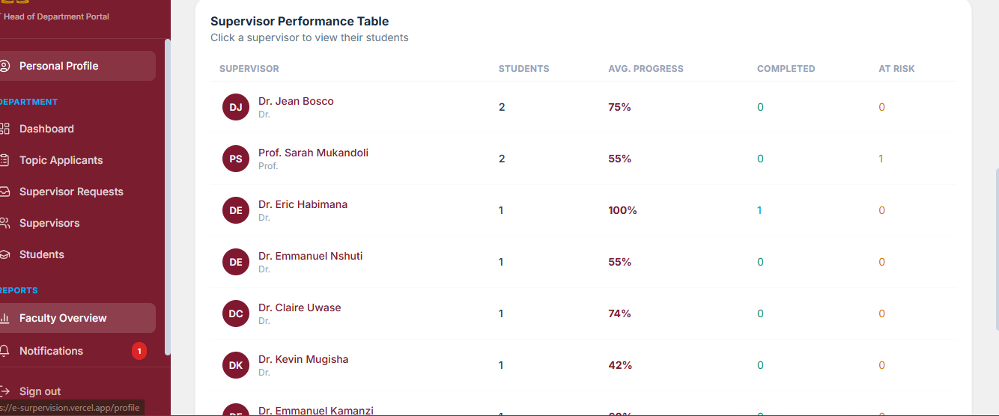 Head of Department Portal
Personal Profile
DEPARTMENT
Dashboard
Topic Applicants
Supervisor Requests
Supervisors
Students
REPORTS
Faculty Overview
Notifications 1
Sign out
s://e-surpervision.vercel.app/profile
Supervisor Performance Table
Click a supervisor to view their students
SUPERVISOR STUDENTS AVG. PROGRESS COMPLETED AT RISK
DJ Dr. Jean Bosco 2 75% 0 0
Dr.
PS Prof. Sarah Mukandoli 2 55% 0 1
Prof.
DE Dr. Eric Habimana 1 100% 1 0
Dr.
DE Dr. Emmanuel Nshuti 1 55% 0 0
Dr.
DC Dr. Claire Uwase 1 74% 0 0
Dr.
DK Dr. Kevin Mugisha 1 42% 0 0
Dr.
Dr. Emmanuel Kamanzi